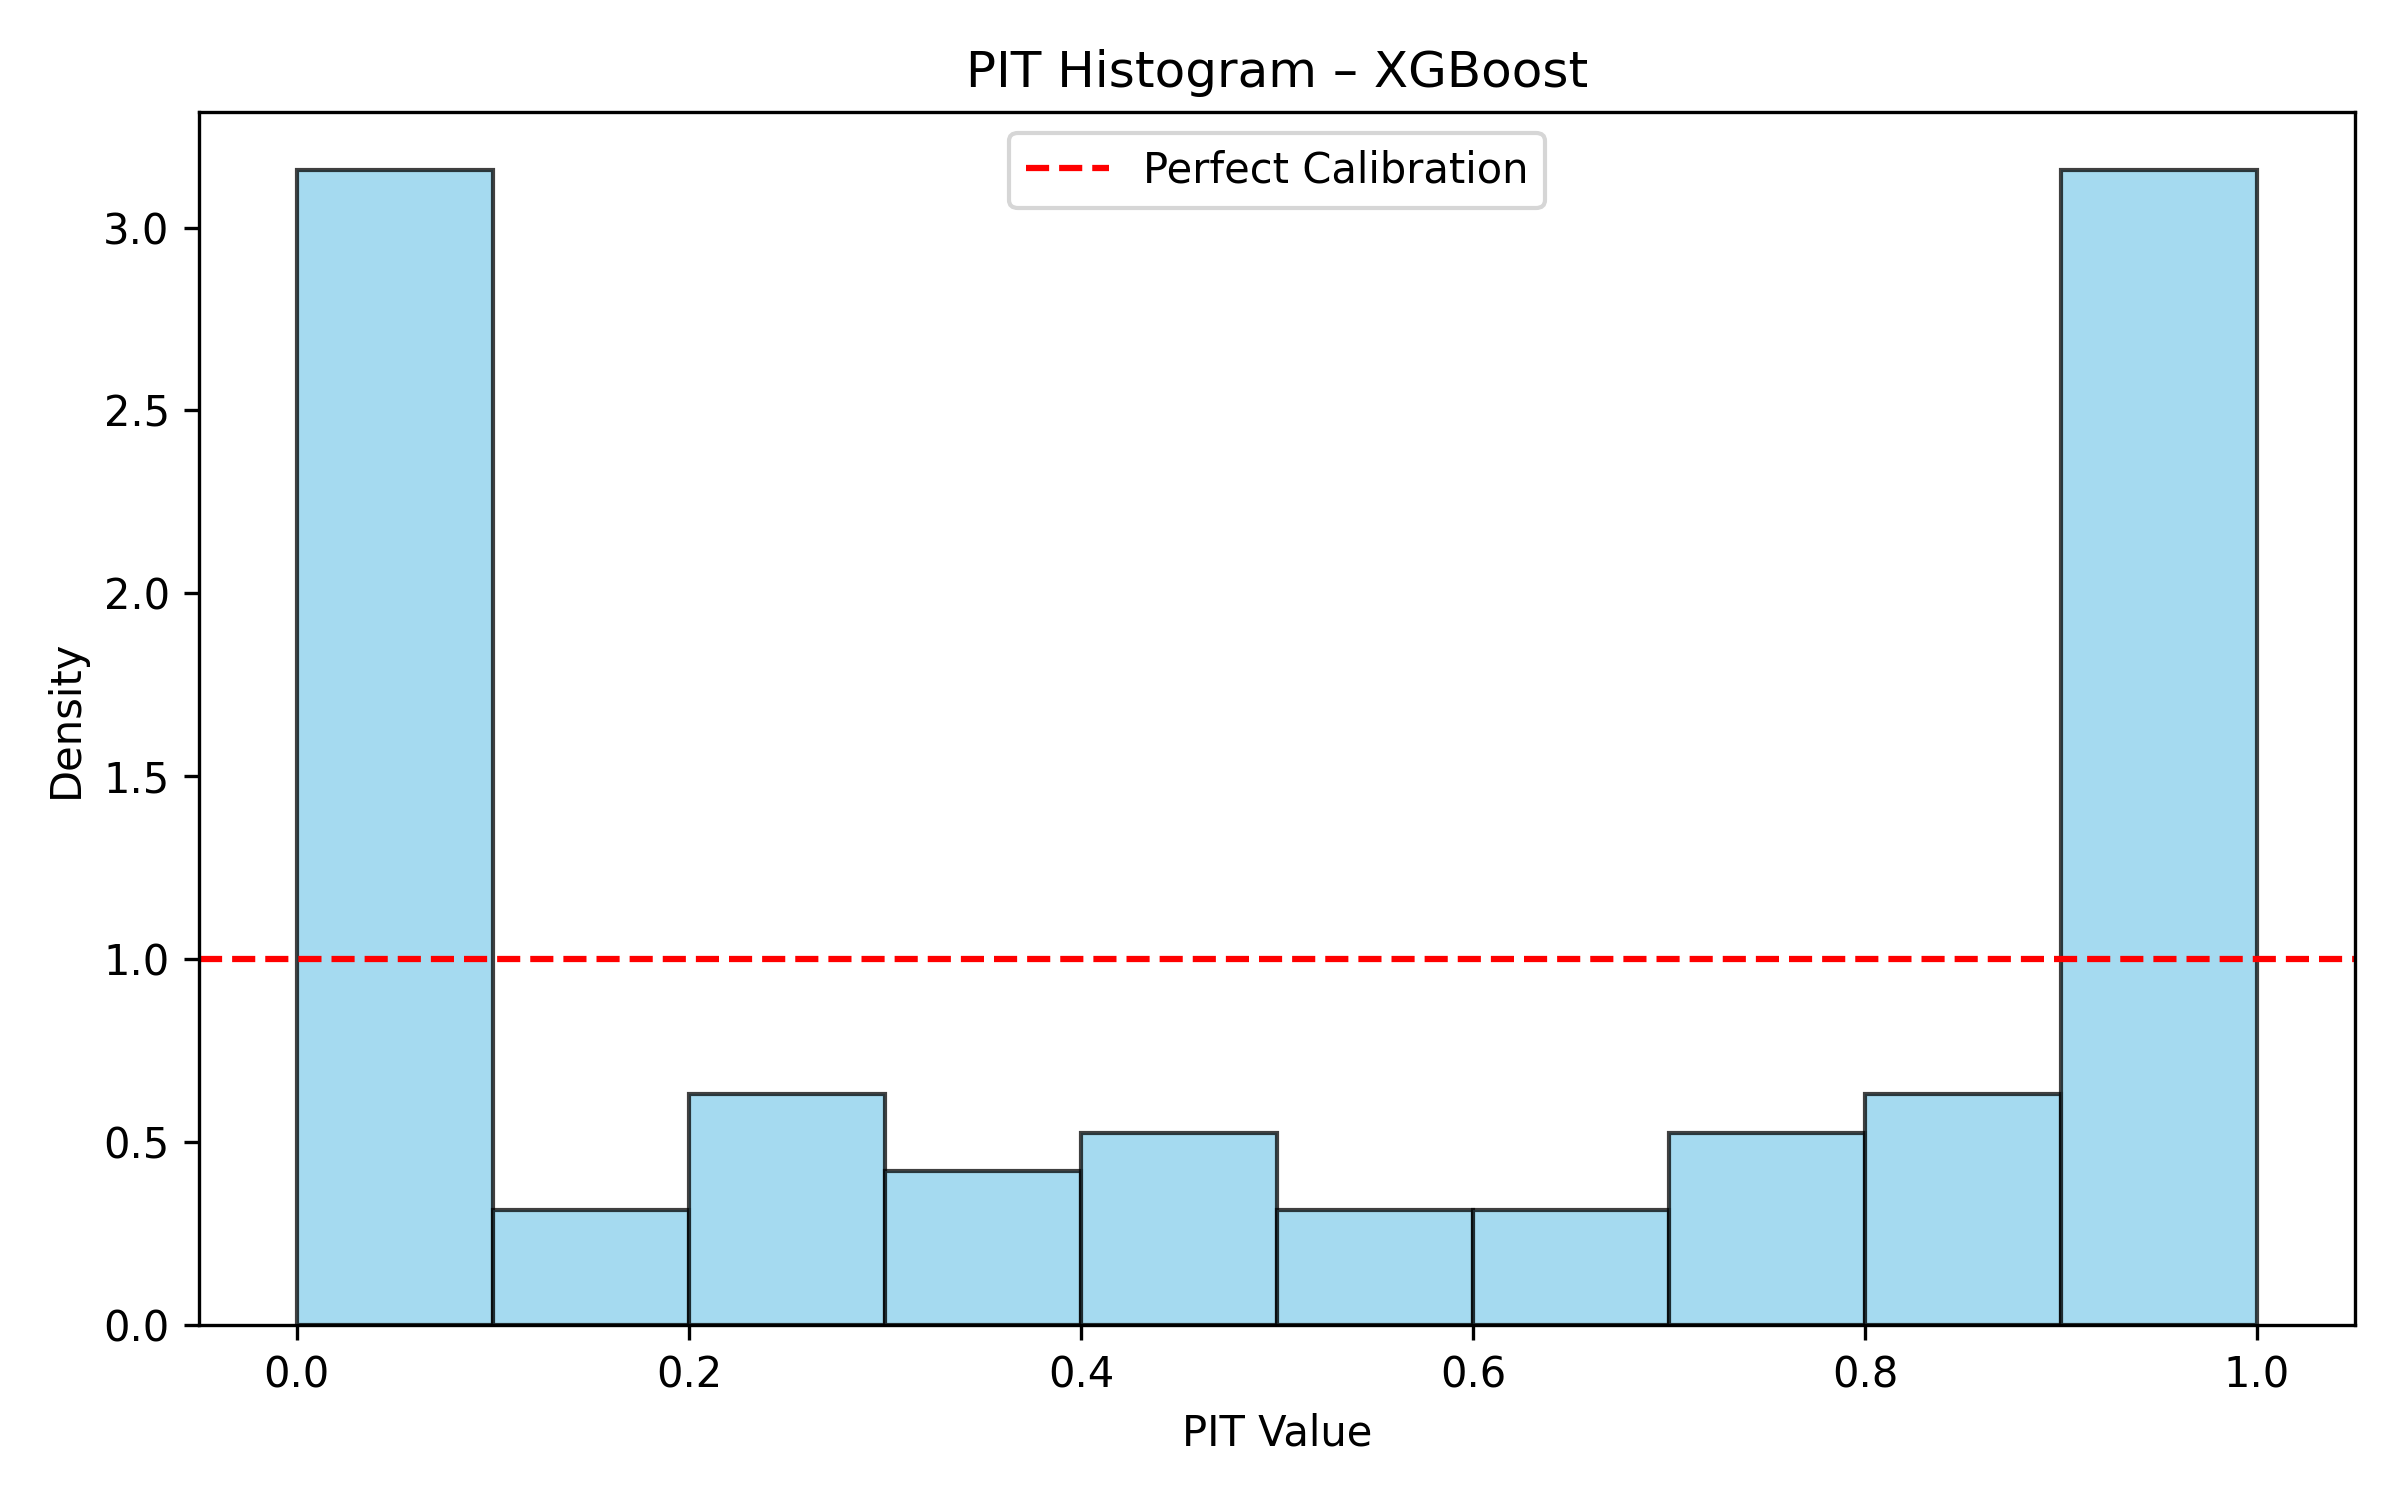 PIT Histogram – XGBoost
Perfect Calibration
3.0
2.5
2.0
1.5
1.0
0.5
0.0
Density
0.0 0.2 0.4 0.6 0.8 1.0
PIT Value